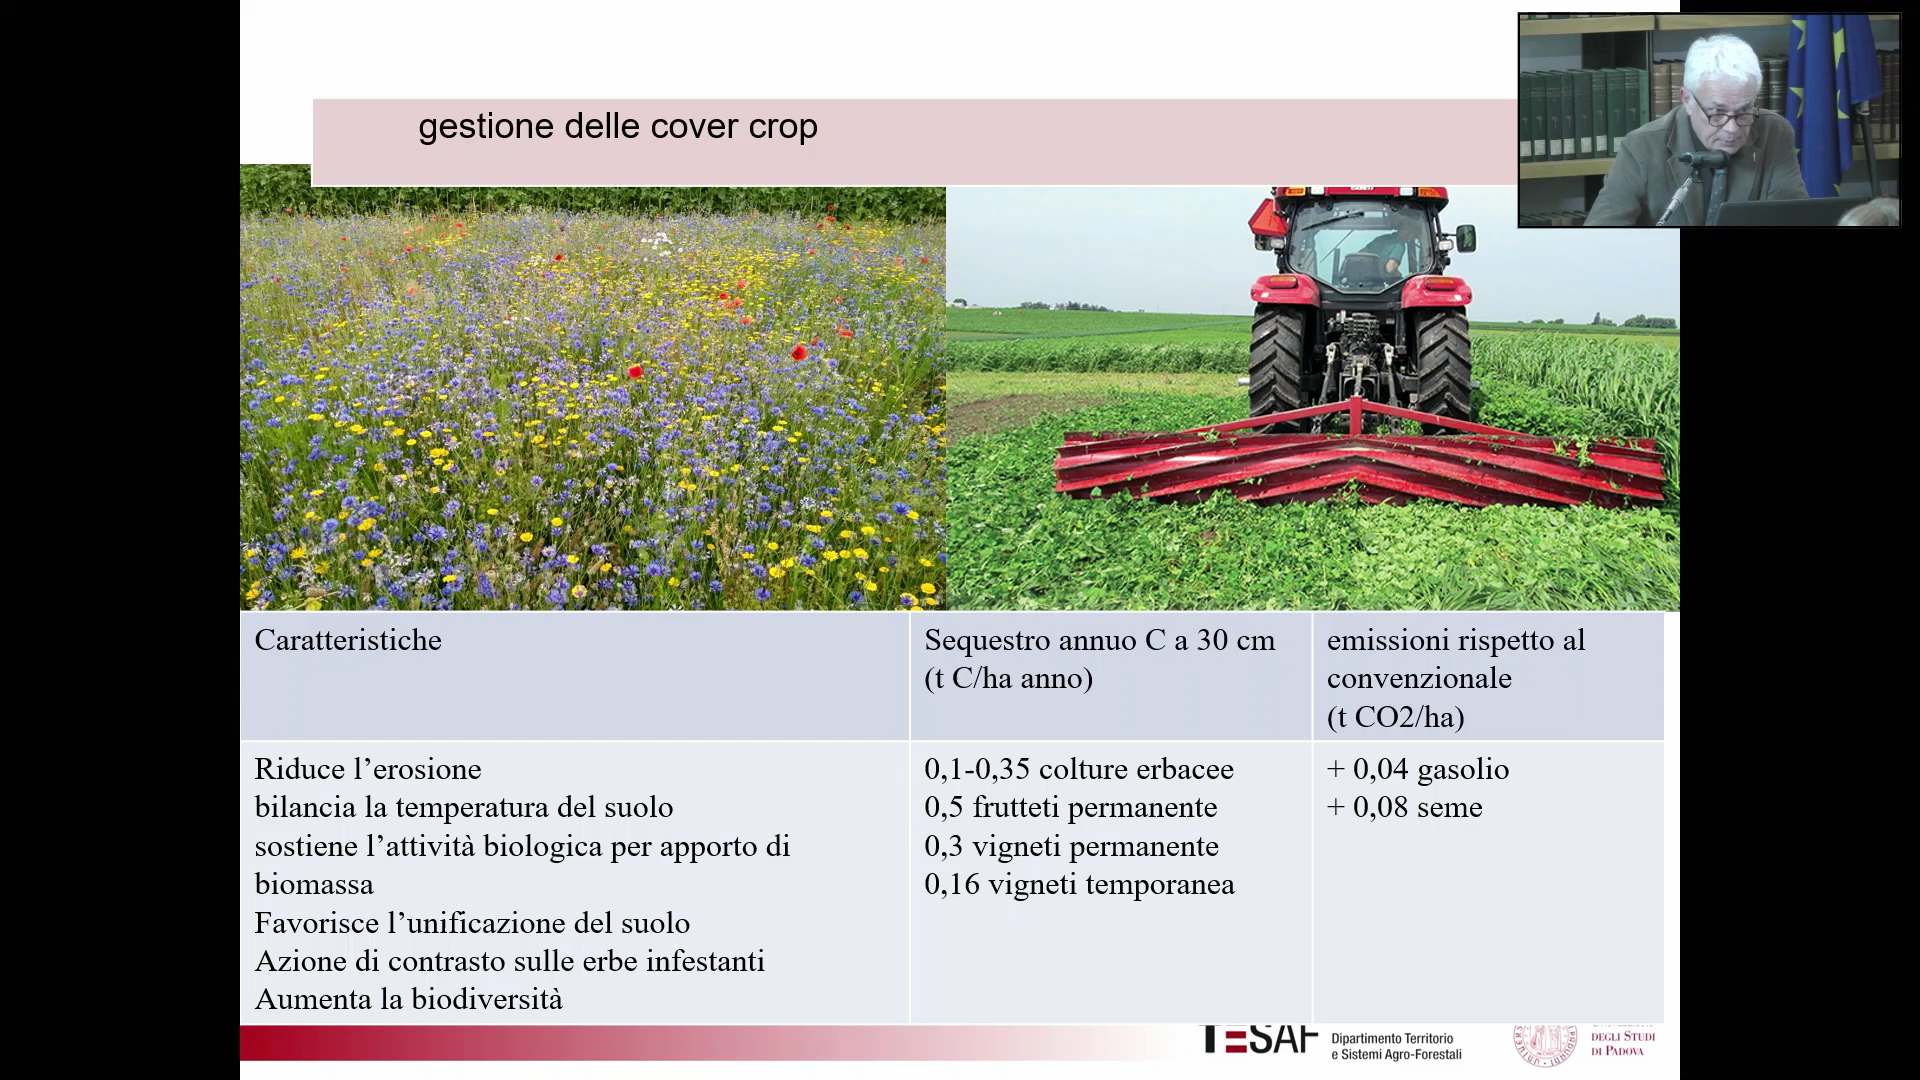 gestione delle cover crop
Caratteristiche
Sequestro annuo C a 30 cm
(t C/ha anno)
emissioni rispetto al
convenzionale
(t CO2/ha)
Riduce l’erosione
bilancia la temperatura del suolo
sostiene l’attività biologica per apporto di
biomassa
Favorisce l’unificazione del suolo
Azione di contrasto sulle erbe infestanti
Aumenta la biodiversità
0,1-0,35 colture erbacee
0,5 frutteti permanente
0,3 vigneti permanente
0,16 vigneti temporanea
+ 0,04 gasolio
+ 0,08 seme
TESAF
Dipartimento Territorio
e Sistemi Agro-Forestali
DEGLI STUDI
DI PADOVA